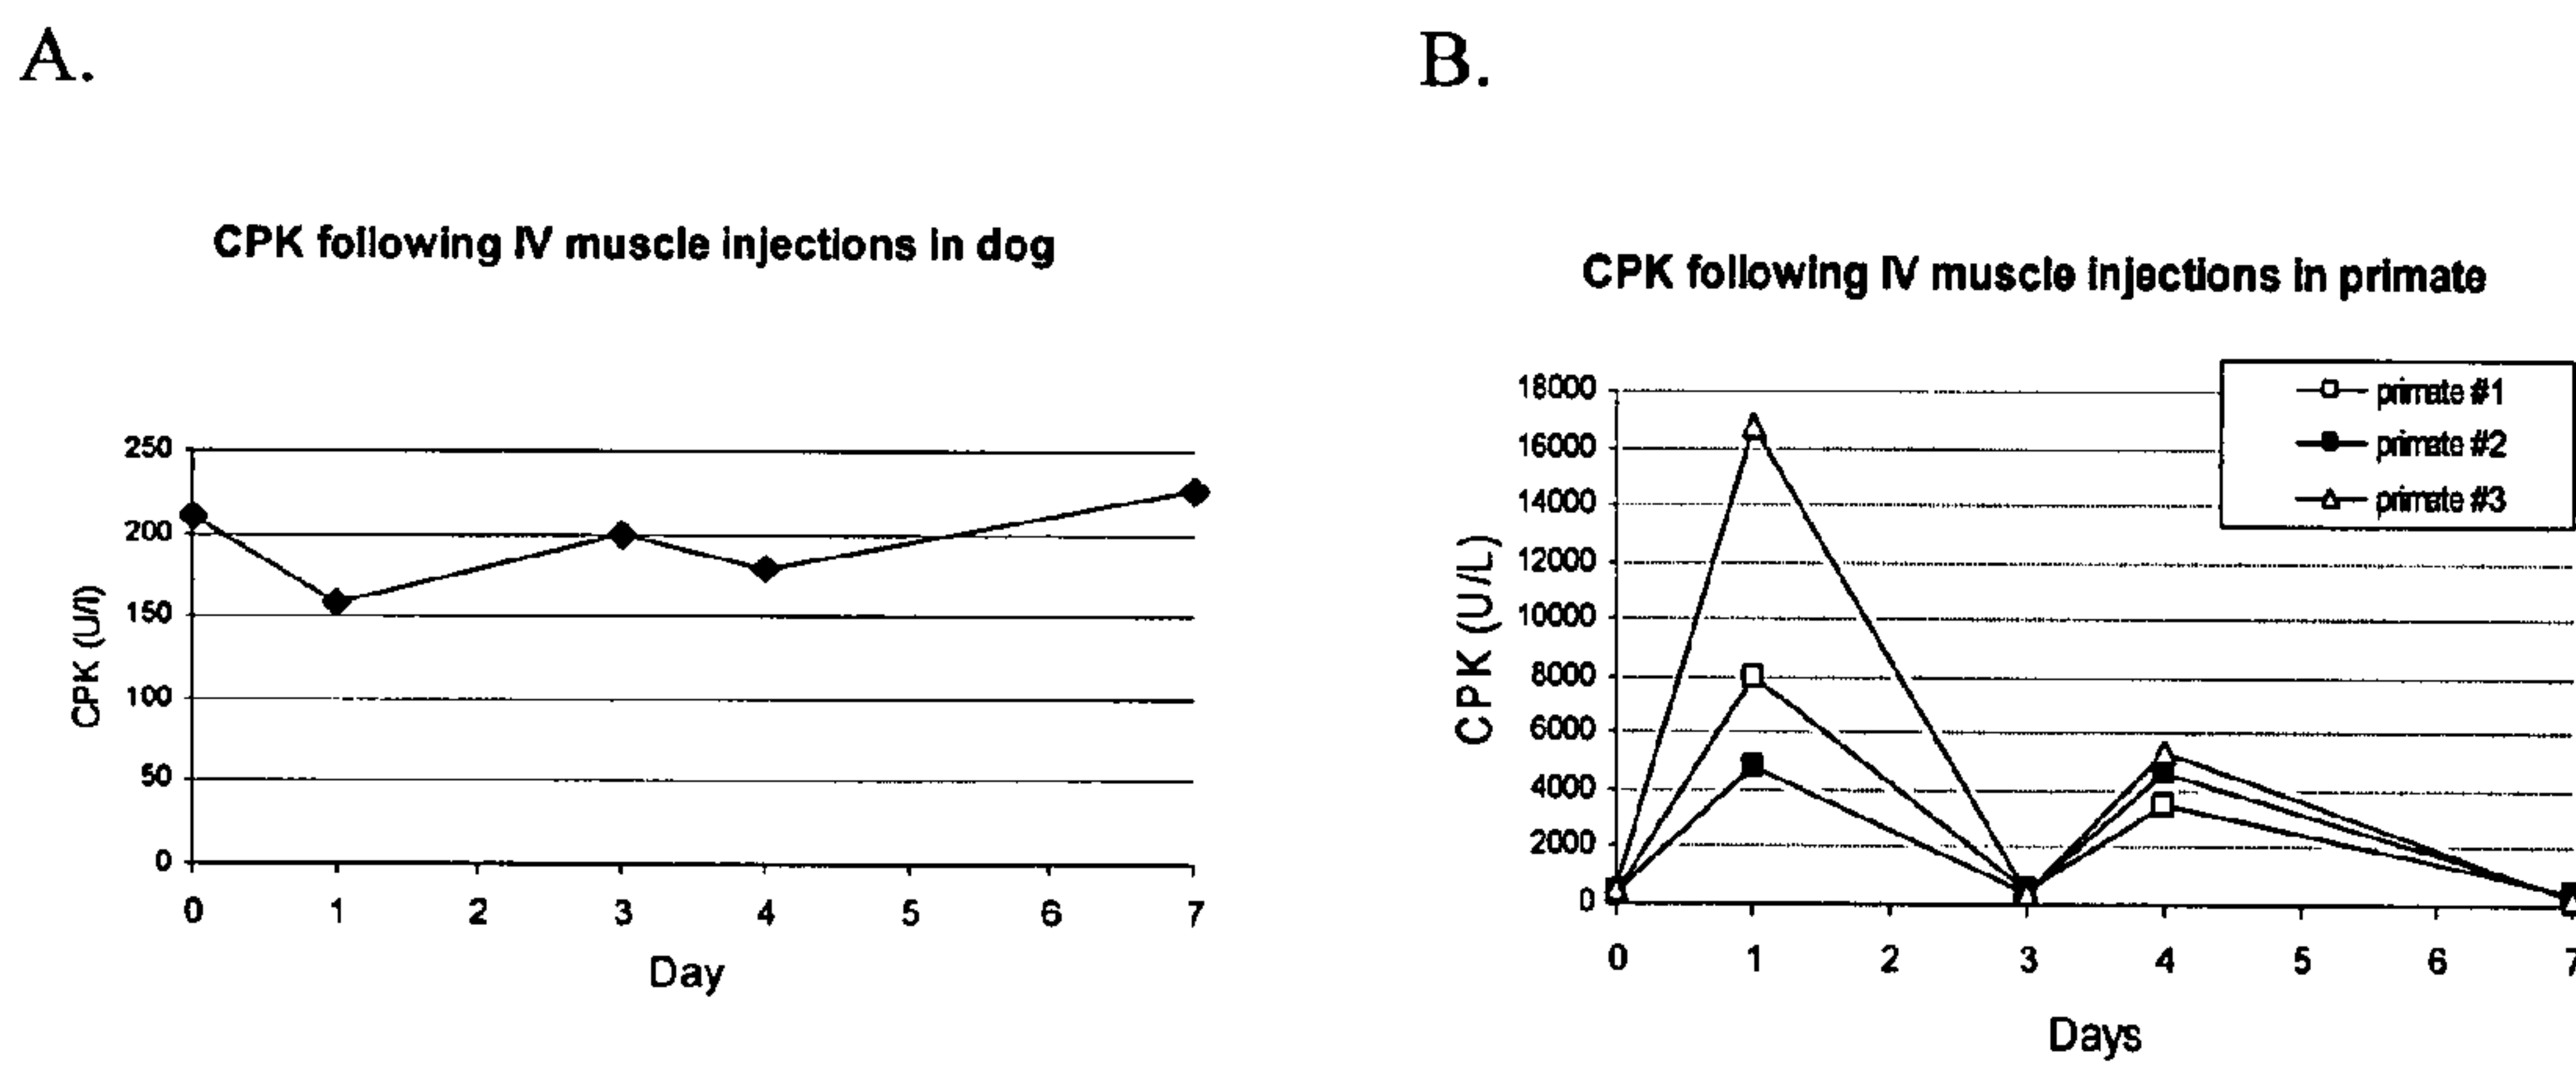 A.
B.
CPK following IV muscle injections in dog
250
200
150
100
50
0
CPK (U/l)
0 1 2 3 4 5 6 7
Day
CPK following IV muscle injections in primate
18000
16000
14000
12000
10000
8000
6000
4000
2000
0
CPK (U/L)
primate #1
primate #2
primate #3
0 1 2 3 4 5 6 7
Days